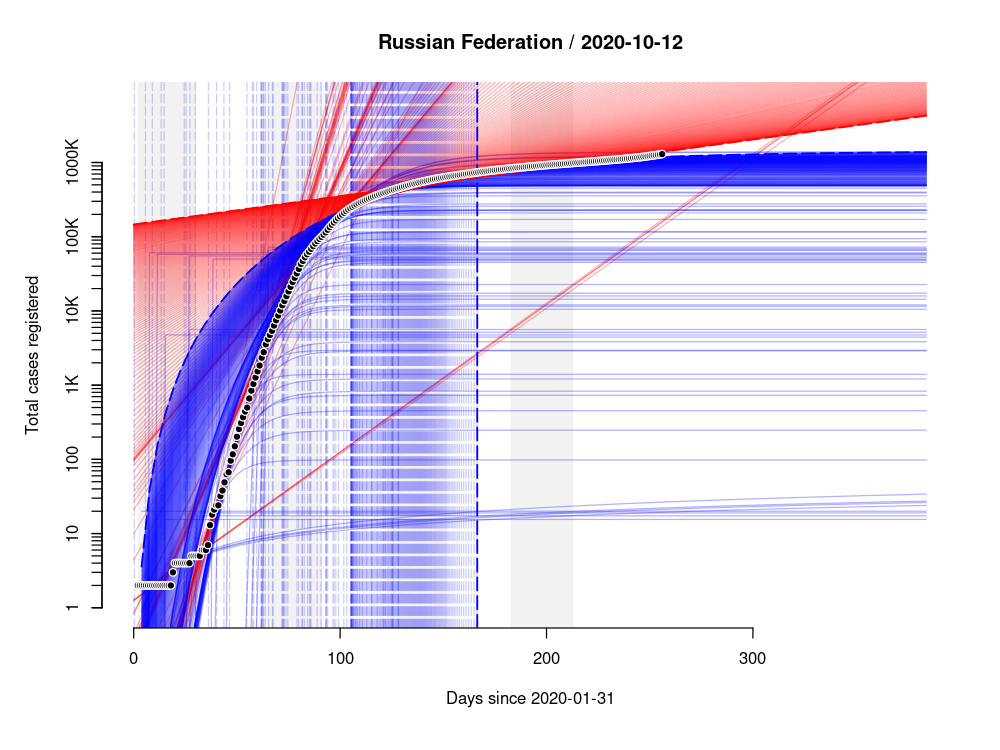 Russian Federation / 2020-10-12
Total cases registered
1000K
100K
10K
1K
100
10
1
0 100 200 300
Days since 2020-01-31